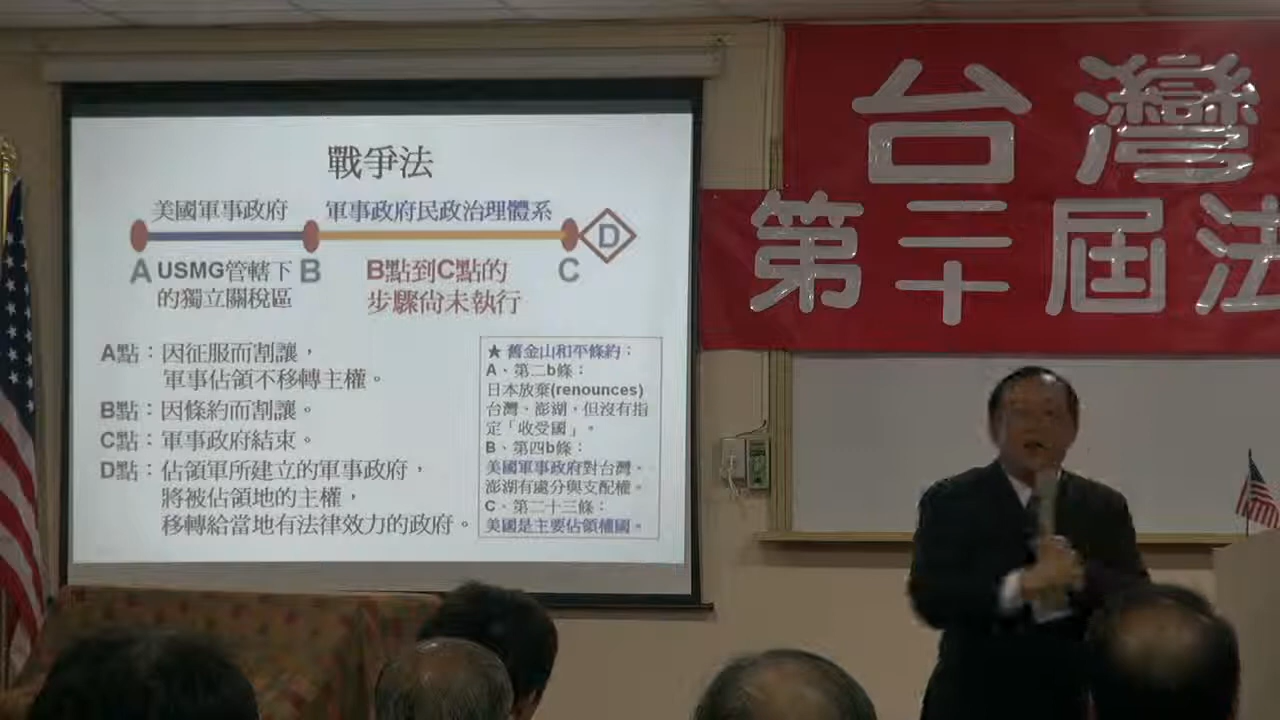 戰爭法
美國軍事政府 軍事政府民政治理體系
D
A USMG管轄下 B B點到C點的 C
的獨立關稅區 步驟尚未執行
A點：因征服而割讓，
軍事佔領不移轉主權。
B點：因條約而割讓。
C點：軍事政府結束。
D點：佔領軍所建立的軍事政府，
將被佔領地的主權，
移轉給當地有法律效力的政府。
★ 舊金山和平條約：
A、第二b條：
日本放棄(renounces)
台灣、澎湖，但沒有指
定「收受國」。
B、第四b條：
美國軍事政府對台灣、
澎湖有處分與支配權。
C、第二十三條：
美國是主要佔領權國。
台灣
第二十屆法